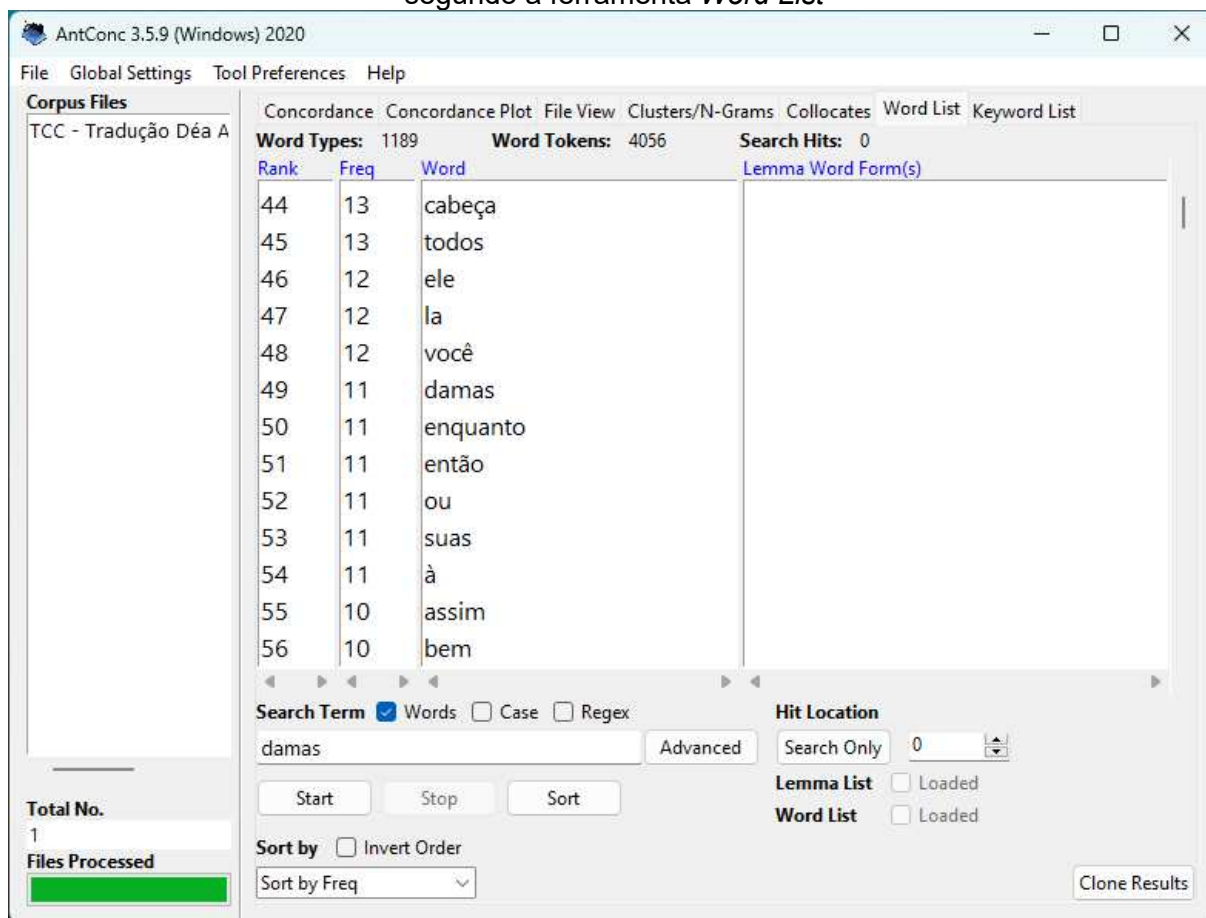 segundo a ferramenta Word List
AntConc 3.5.9 (Windows) 2020
File Global Settings Tool Preferences Help
Corpus Files
TCC - Tradução Déa A
Total No.
1
Files Processed
Concordance Concordance Plot File View Clusters/N-Grams Collocates Word List Keyword List
Word Types: 1189 Word Tokens: 4056 Search Hits: 0
Rank Freq Word Lemma Word Form(s)
44 13 cabeça
45 13 todos
46 12 ele
47 12 la
48 12 você
49 11 damas
50 11 enquanto
51 11 então
52 11 ou
53 11 suas
54 11 à
55 10 assim
56 10 bem
Search Term Words Case Regex Hit Location
damas Advanced Search Only 0
Start Stop Sort
Lemma List Loaded
Word List Loaded
Sort by Invert Order
Sort by Freq
Clone Results